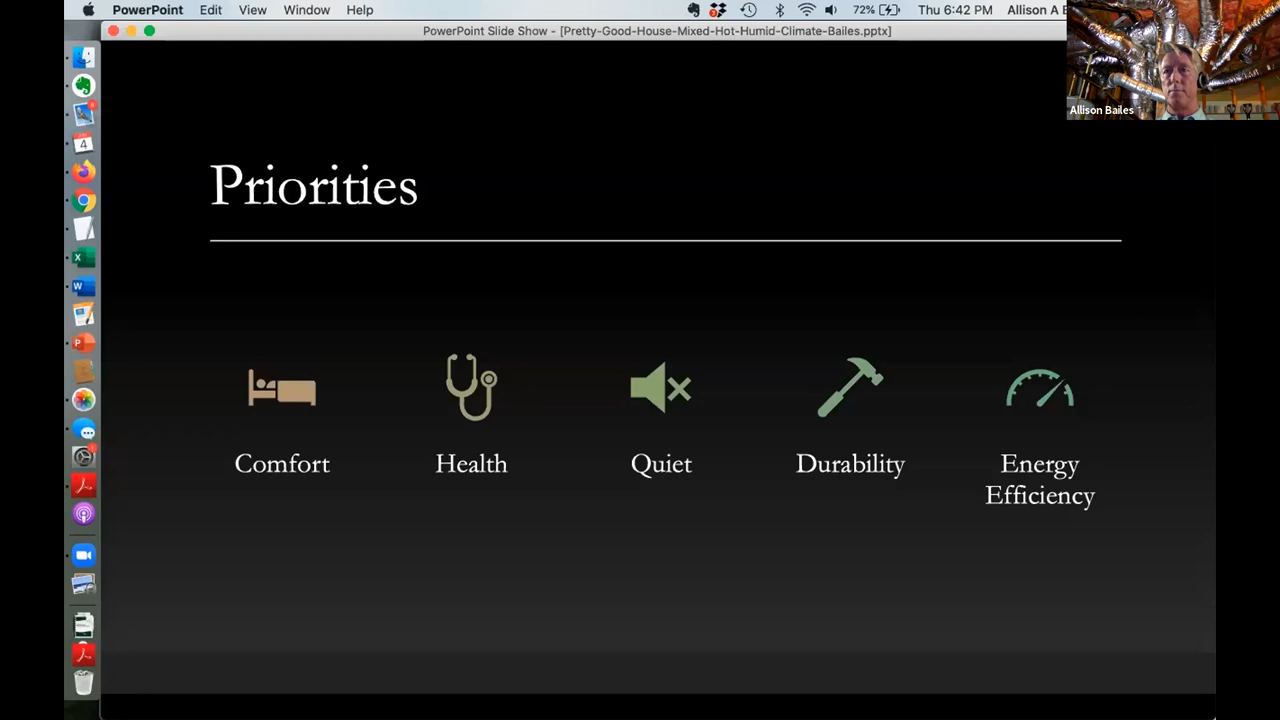 PowerPoint Edit View Window Help 72% Thu 6:42 PM Allison A B
PowerPoint Slide Show - [Pretty-Good-House-Mixed-Hot-Humid-Climate-Bailes.pptx]
Allison Bailes
4
Priorities
Comfort
Health
Quiet
Durability
Energy
Efficiency